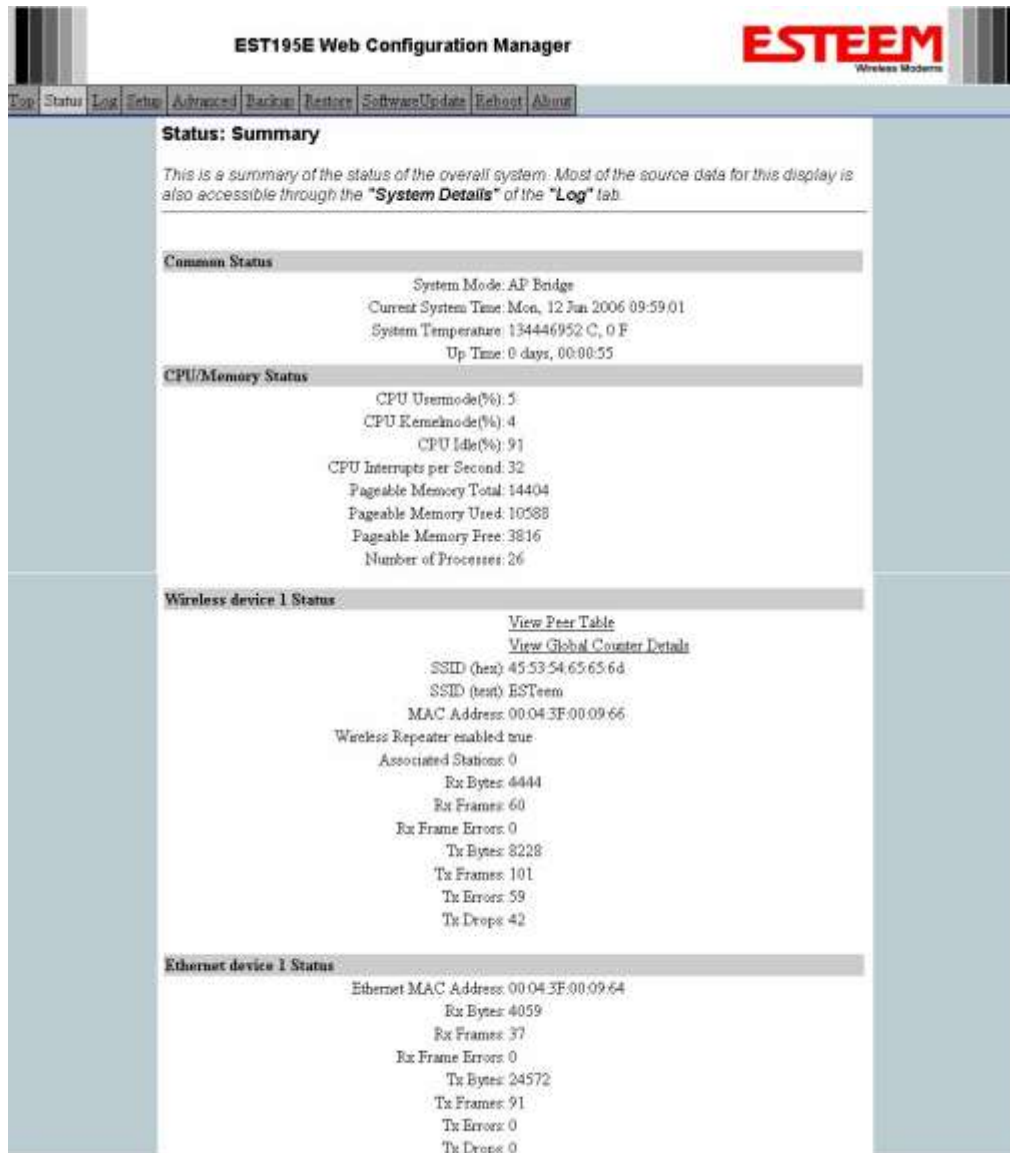 EST195E Web Configuration Manager
ESTEEM
Wireless Modems
Top Status Log Setup Advanced Backup Restore SoftwareUpdate Reboot About
Status: Summary
This is a summary of the status of the overall system. Most of the source data for this display is
also accessible through the "System Details" of the "Log" tab.
Common Status
System Mode: AP Bridge
Current System Time: Mon, 12 Jun 2006 09:59:01
System Temperature: 134446952 C, 0 F
Up Time: 0 days, 00:00:55
CPU/Memory Status
CPU Usermode(%): 5
CPU Kernelmode(%): 4
CPU Idle(%): 91
CPU Interrupts per Second: 32
Pageable Memory Total: 14404
Pageable Memory Used: 10588
Pageable Memory Free: 3816
Number of Processes: 26
Wireless device 1 Status
View Peer Table
View Global Counter Details
SSID (hex): 45:53:54:65:65:6d
SSID (text): ESTeem
MAC Address: 00:04:3F:00:09:66
Wireless Repeater enabled: true
Associated Stations: 0
Rx Bytes: 4444
Rx Frames: 60
Rx Frame Errors: 0
Tx Bytes: 8228
Tx Frames: 101
Tx Errors: 59
Tx Drops: 42
Ethernet device 1 Status
Ethernet MAC Address: 00:04:3F:00:09:64
Rx Bytes: 4059
Rx Frames: 37
Rx Frame Errors: 0
Tx Bytes: 24572
Tx Frames: 91
Tx Errors: 0
Tx Drops: 0